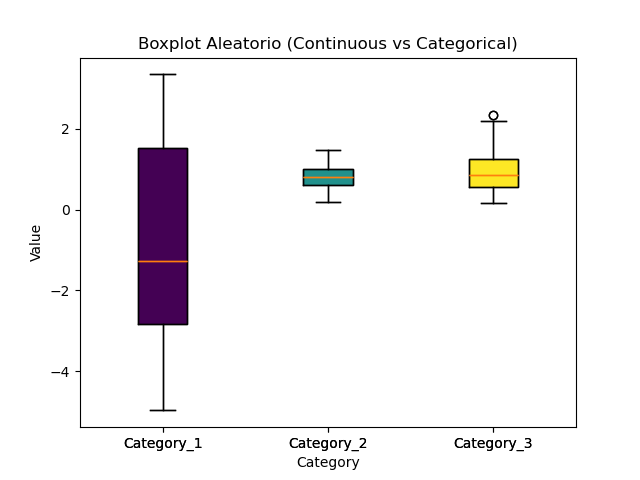 Boxplot Aleatorio (Continuous vs Categorical)
Value
2
0
−2
−4
Category_1 Category_2 Category_3
Category